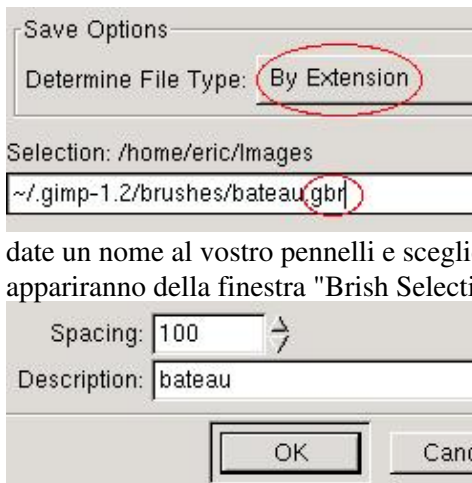 Save Options
Determine File Type: By Extension
Selection: /home/eric/Images
~/.gimp-1.2/brushes/bateau.gbr
date un nome al vostro pennelli e scegli
appariranno della finestra "Brish Selecti
Spacing: 100
Description: bateau
OK Canc